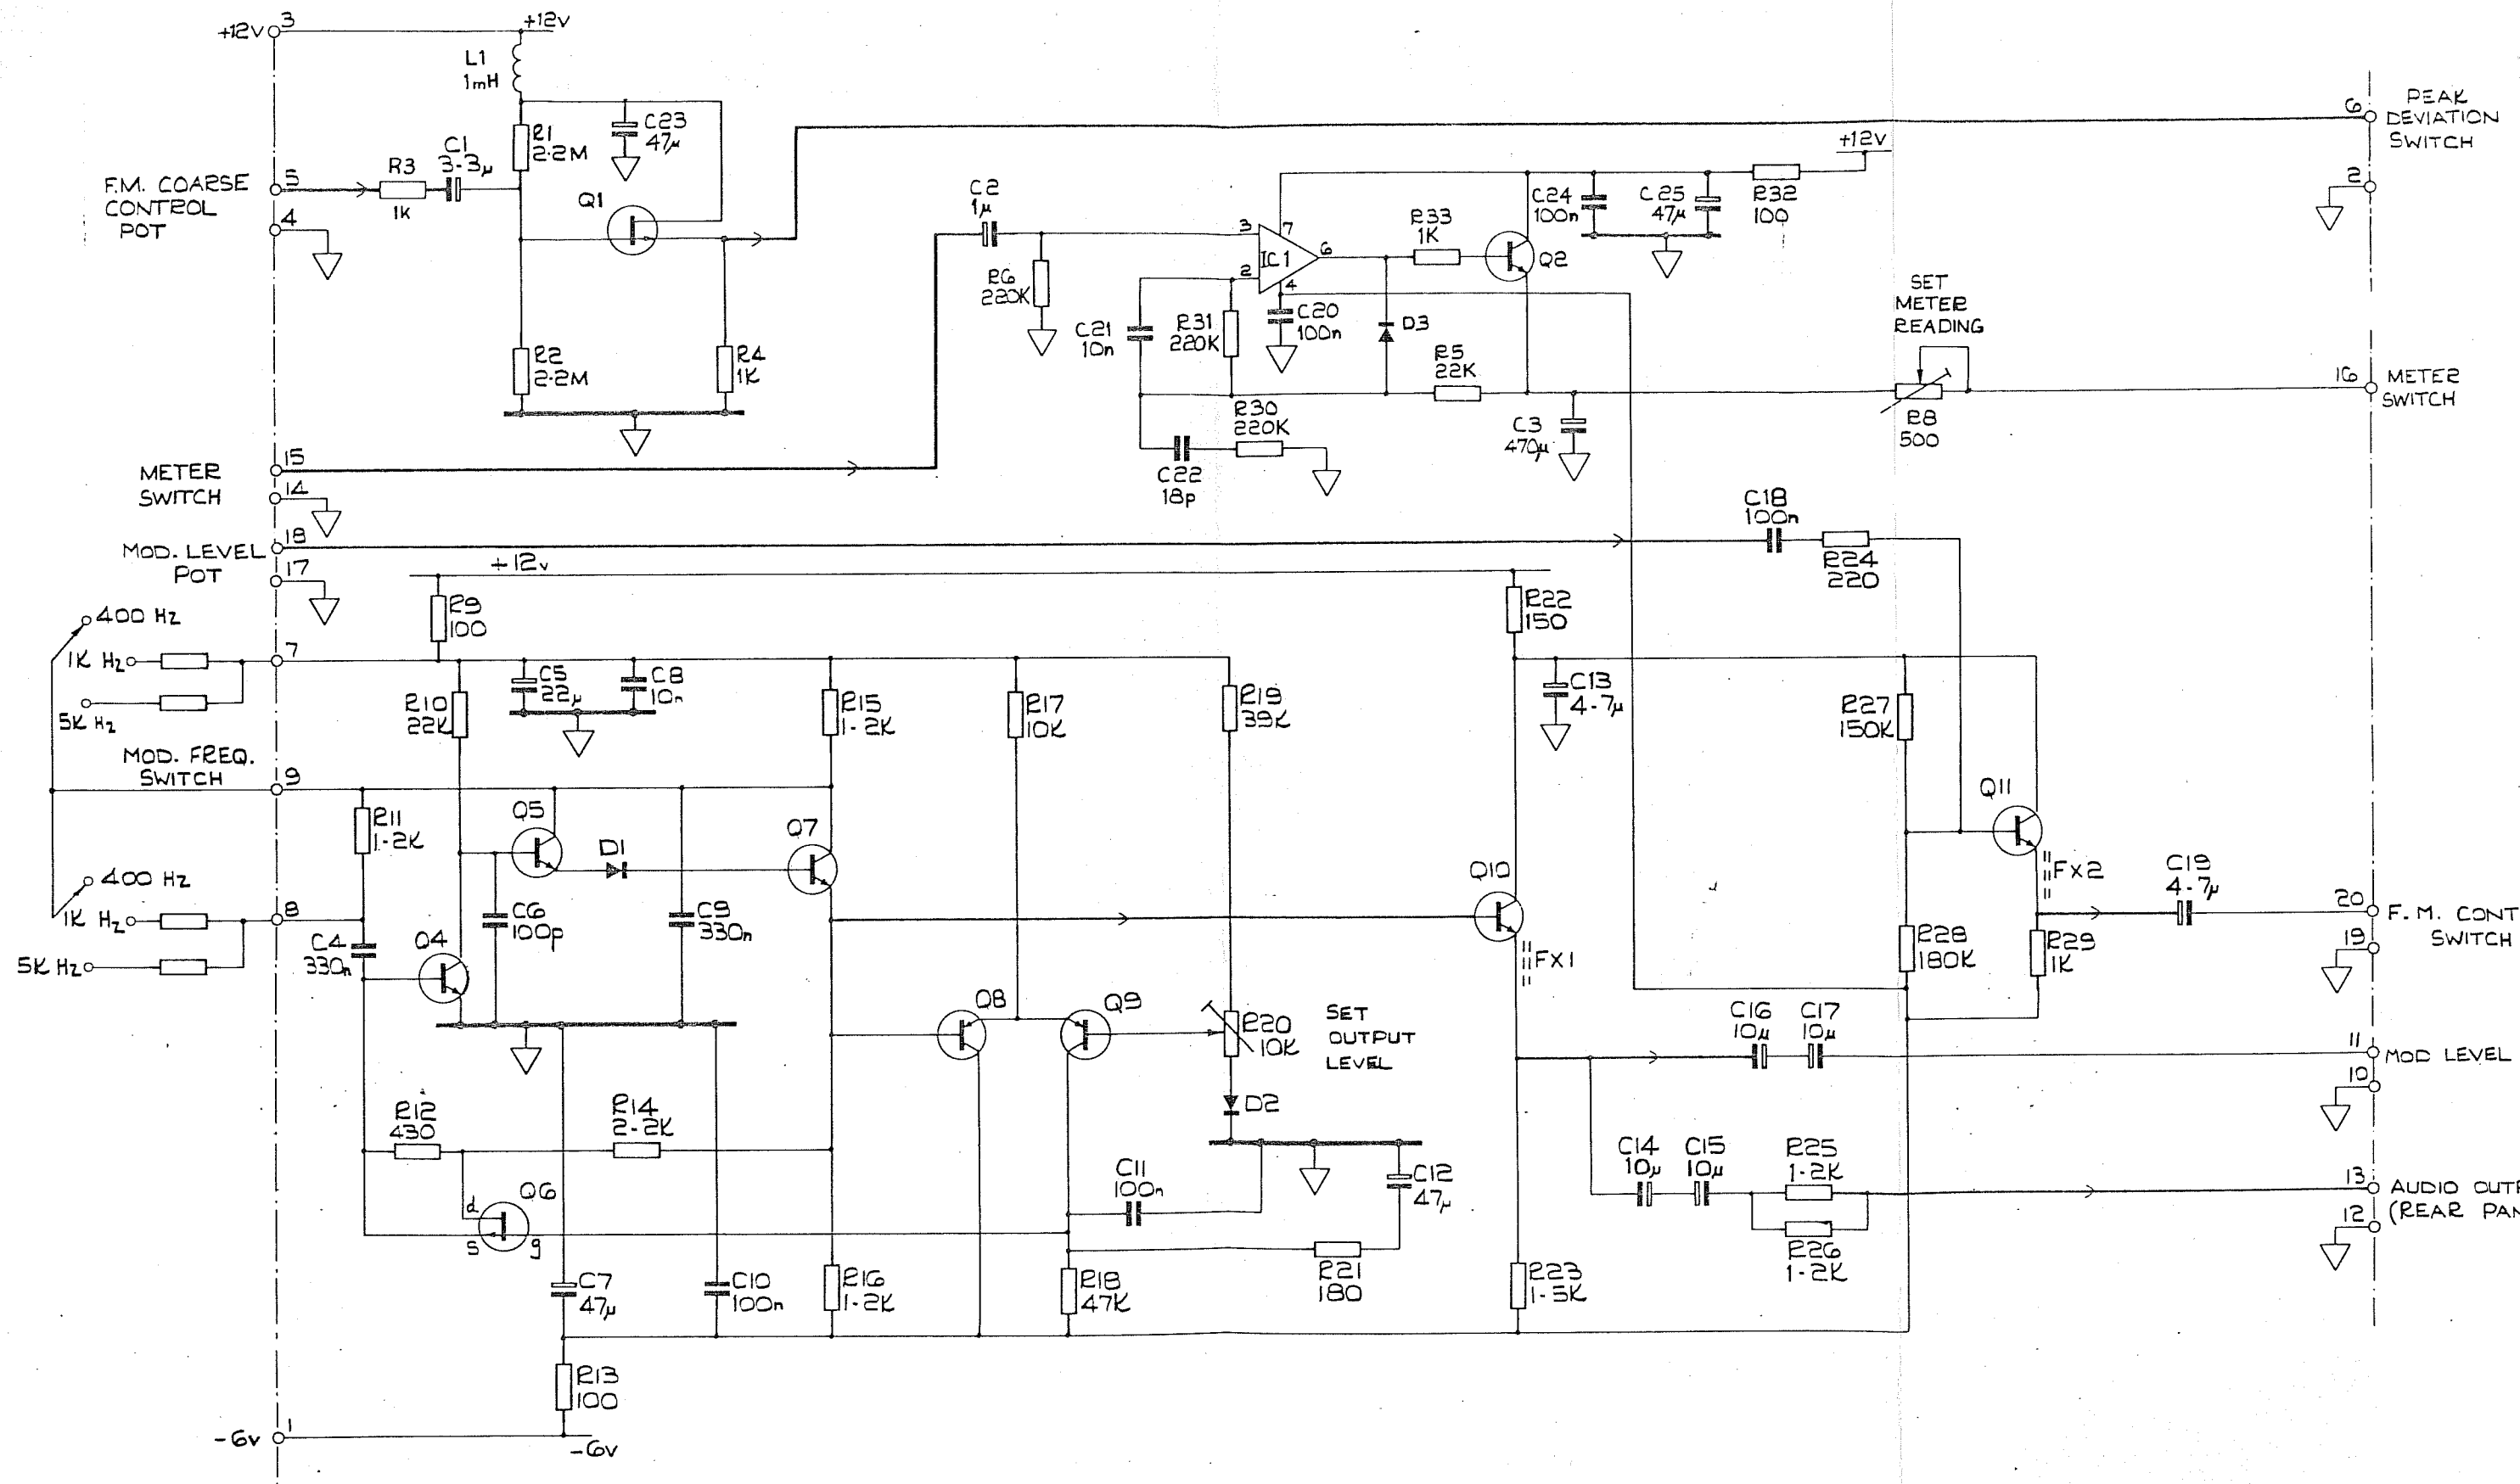 +12V
3
+12V
L1
1mH
R1
2.2M
C23
47µ
F.M. COARSE
CONTROL
POT
5
4
R3
1K
C1
3-3µ
Q1
R2
2.2M
R4
1K
C2
1µ
R6
220K
3
2
7
4
6
IC1
C21
10n
R31
220K
C20
100n
D3
R33
1K
Q2
C24
100n
C25
47µ
R32
100
+12V
R5
22K
R30
220K
C22
18p
C3
470µ
SET
METER
READING
R8
500
6
PEAK
DEVIATION
SWITCH
2
16
METER
SWITCH
METER
SWITCH
15
14
MOD. LEVEL
POT
18
17
C18
100n
R24
220
+12v
400 Hz
1K Hz
5K Hz
7
MOD. FREQ.
SWITCH
9
400 Hz
1K Hz
5K Hz
8
R9
100
R10
22K
C5
22µ
C8
10n
R15
1-2K
R17
10K
R19
39K
R22
150
C13
4-7µ
R27
150K
R11
1-2K
Q5
D1
Q7
Q11
FX2
C4
330n
Q4
C6
100p
C9
330n
Q10
FX1
R28
180K
R29
1K
C19
4-7µ
20
F.M. CONT
SWITCH
19
Q8
Q9
R20
10K
SET
OUTPUT
LEVEL
D2
C16
10µ
C17
10µ
11
MOD LEVEL
10
R12
430
R14
2-2K
Q6
d
s
g
C11
100n
C12
47µ
C14
10µ
C15
10µ
R25
1-2K
R26
1-2K
13
AUDIO OUTP
(REAR PAN
12
C7
47µ
C10
100n
R16
1-2K
R18
47K
R21
180
R23
1-5K
R13
100
-6v
1
-6v